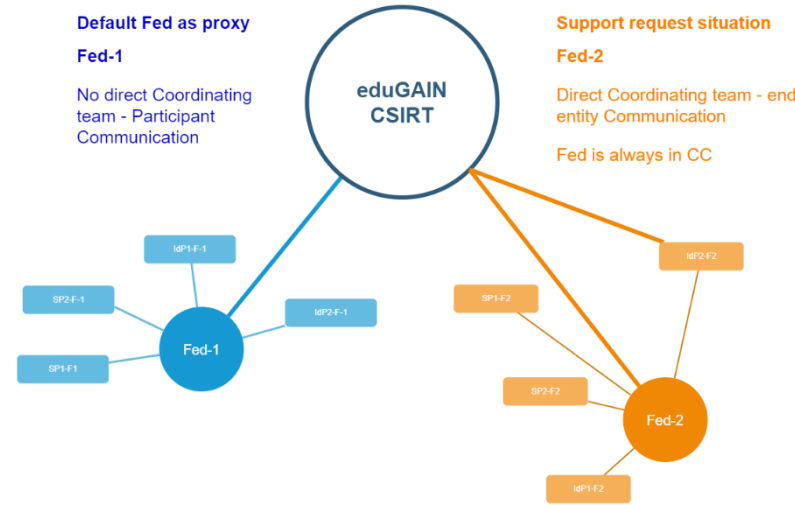 Default Fed as proxy
Fed-1
No direct Coordinating
team - Participant
Communication
eduGAIN
CSIRT
Support request situation
Fed-2
Direct Coordinating team - end
entity Communication
Fed is always in CC
IdP1-F-1
SP2-F-1
IdP2-F-1
SP1-F1
Fed-1
IdP2-F2
SP1-F2
SP2-F2
Fed-2
IdP1-F2